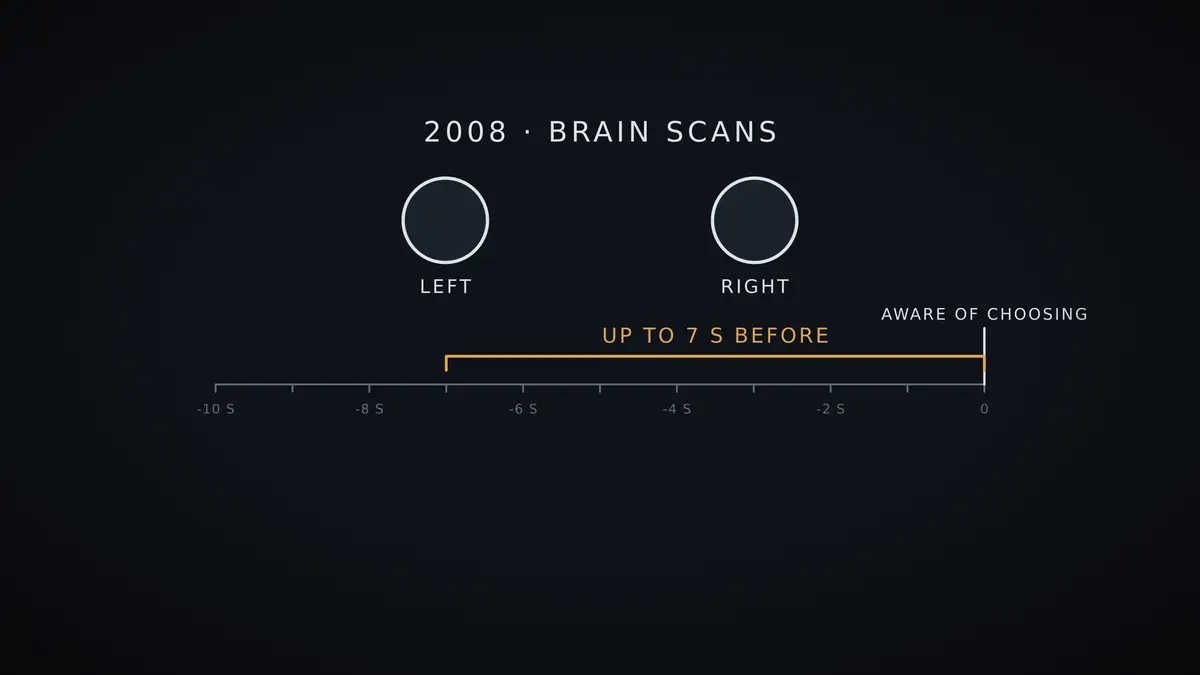 2008 · BRAIN SCANS
LEFT
RIGHT
AWARE OF CHOOSING
UP TO 7 S BEFORE
-10 S
-8 S
-6 S
-4 S
-2 S
0